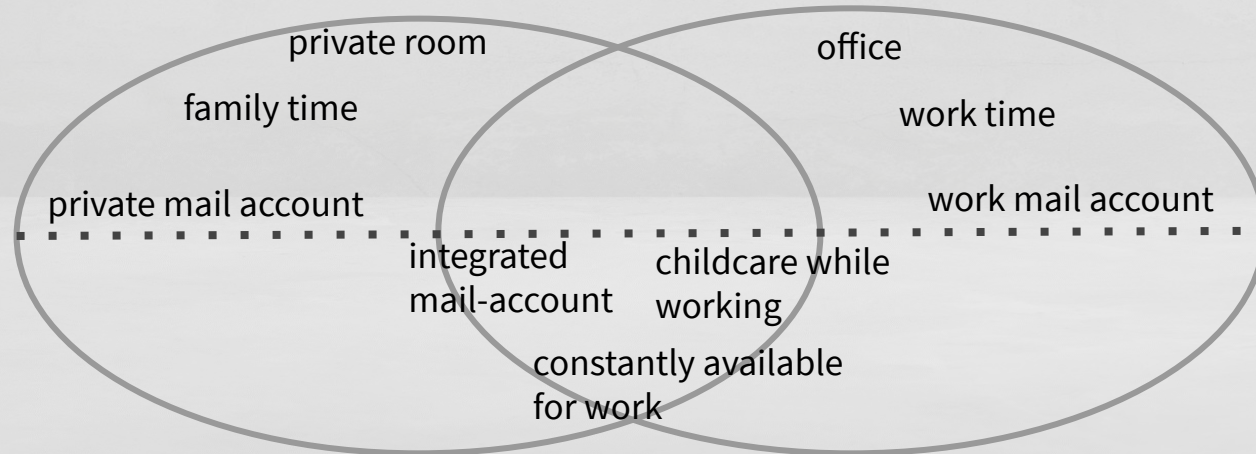 private room
office
family time
work time
private mail account
work mail account
integrated
mail-account
childcare while
working
constantly available
for work